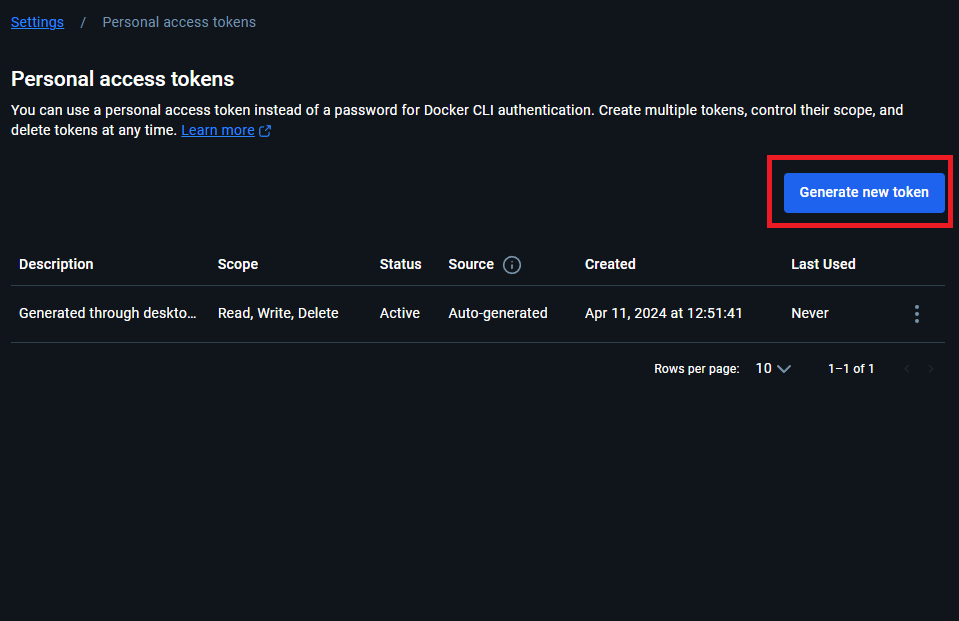 Settings / Personal access tokens
Personal access tokens
You can use a personal access token instead of a password for Docker CLI authentication. Create multiple tokens, control their scope, and
delete tokens at any time. Learn more
Generate new token
Description Scope Status Source Created Last Used
Generated through deskto... Read, Write, Delete Active Auto-generated Apr 11, 2024 at 12:51:41 Never
Rows per page: 10 1–1 of 1